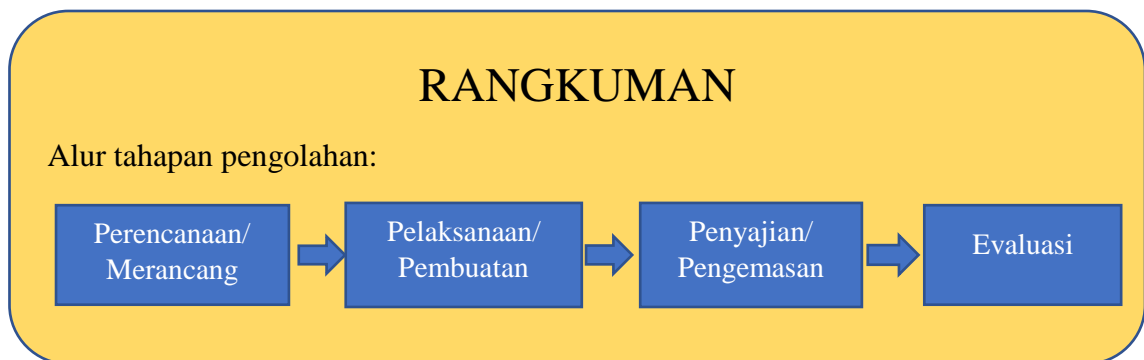 RANGKUMAN
Alur tahapan pengolahan:
Perencanaan/
Merancang
Pelaksanaan/
Pembuatan
Penyajian/
Pengemasan
Evaluasi